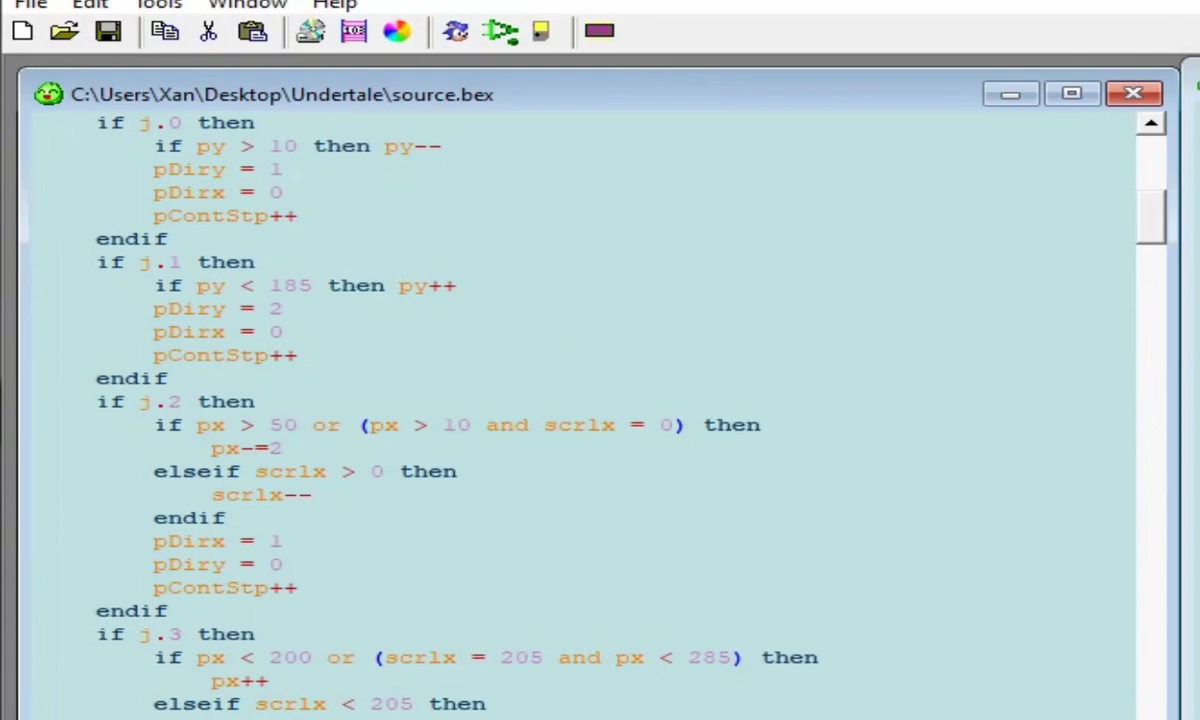 File Edit Tools Window Help
C:\Users\Xan\Desktop\Undertale\source.bex
if j.0 then
if py > 10 then py--
pDiry = 1
pDirx = 0
pContStp++
endif
if j.1 then
if py < 185 then py++
pDiry = 2
pDirx = 0
pContStp++
endif
if j.2 then
if px > 50 or (px > 10 and scrlx = 0) then
px-=2
elseif scrlx > 0 then
scrlx--
endif
pDirx = 1
pDiry = 0
pContStp++
endif
if j.3 then
if px < 200 or (scrlx = 205 and px < 285) then
px++
elseif scrlx < 205 then